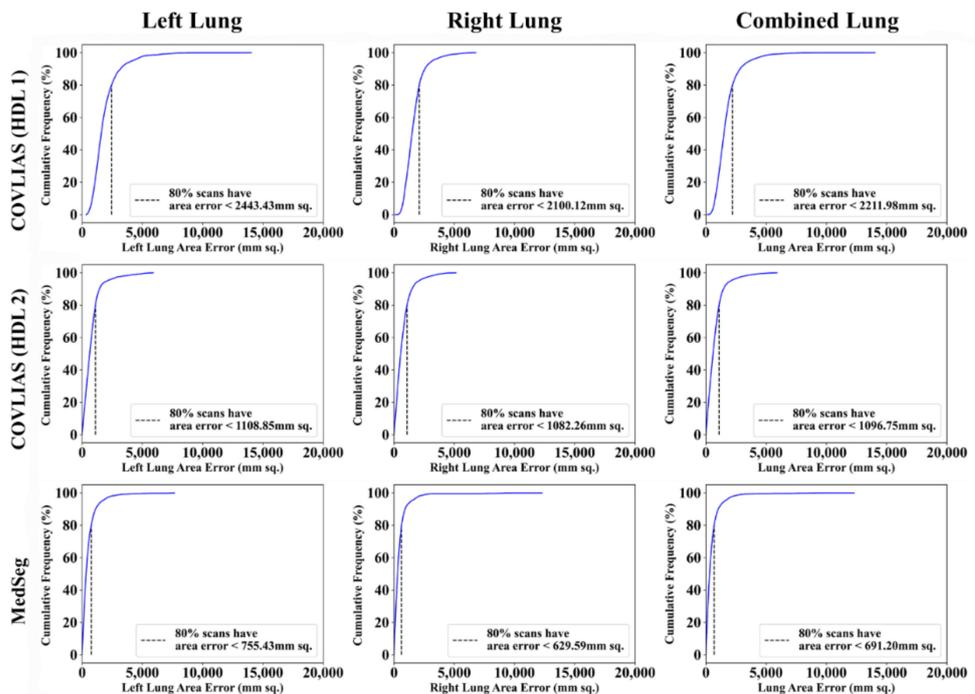 Left Lung
Right Lung
Combined Lung
COVLIAS (HDL 1)
Cumulative Frequency (%)
100
80
60
40
20
0
80% scans have
area error < 2443.43mm sq.
0 5,000 10,000 15,000 20,000
Left Lung Area Error (mm sq.)
Cumulative Frequency (%)
100
80
60
40
20
0
80% scans have
area error < 2100.12mm sq.
0 5,000 10,000 15,000 20,000
Right Lung Area Error (mm sq.)
Cumulative Frequency (%)
100
80
60
40
20
0
80% scans have
area error < 2211.98mm sq.
0 5,000 10,000 15,000 20,000
Lung Area Error (mm sq.)
COVLIAS (HDL 2)
Cumulative Frequency (%)
100
80
60
40
20
0
80% scans have
area error < 1108.85mm sq.
0 5,000 10,000 15,000 20,000
Left Lung Area Error (mm sq.)
Cumulative Frequency (%)
100
80
60
40
20
0
80% scans have
area error < 1082.26mm sq.
0 5,000 10,000 15,000 20,000
Right Lung Area Error (mm sq.)
Cumulative Frequency (%)
100
80
60
40
20
0
80% scans have
area error < 1096.75mm sq.
0 5,000 10,000 15,000 20,000
Lung Area Error (mm sq.)
MedSeg
Cumulative Frequency (%)
100
80
60
40
20
0
80% scans have
area error < 755.43mm sq.
0 5,000 10,000 15,000 20,000
Left Lung Area Error (mm sq.)
Cumulative Frequency (%)
100
80
60
40
20
0
80% scans have
area error < 629.59mm sq.
0 5,000 10,000 15,000 20,000
Right Lung Area Error (mm sq.)
Cumulative Frequency (%)
100
80
60
40
20
0
80% scans have
area error < 691.20mm sq.
0 5,000 10,000 15,000 20,000
Lung Area Error (mm sq.)